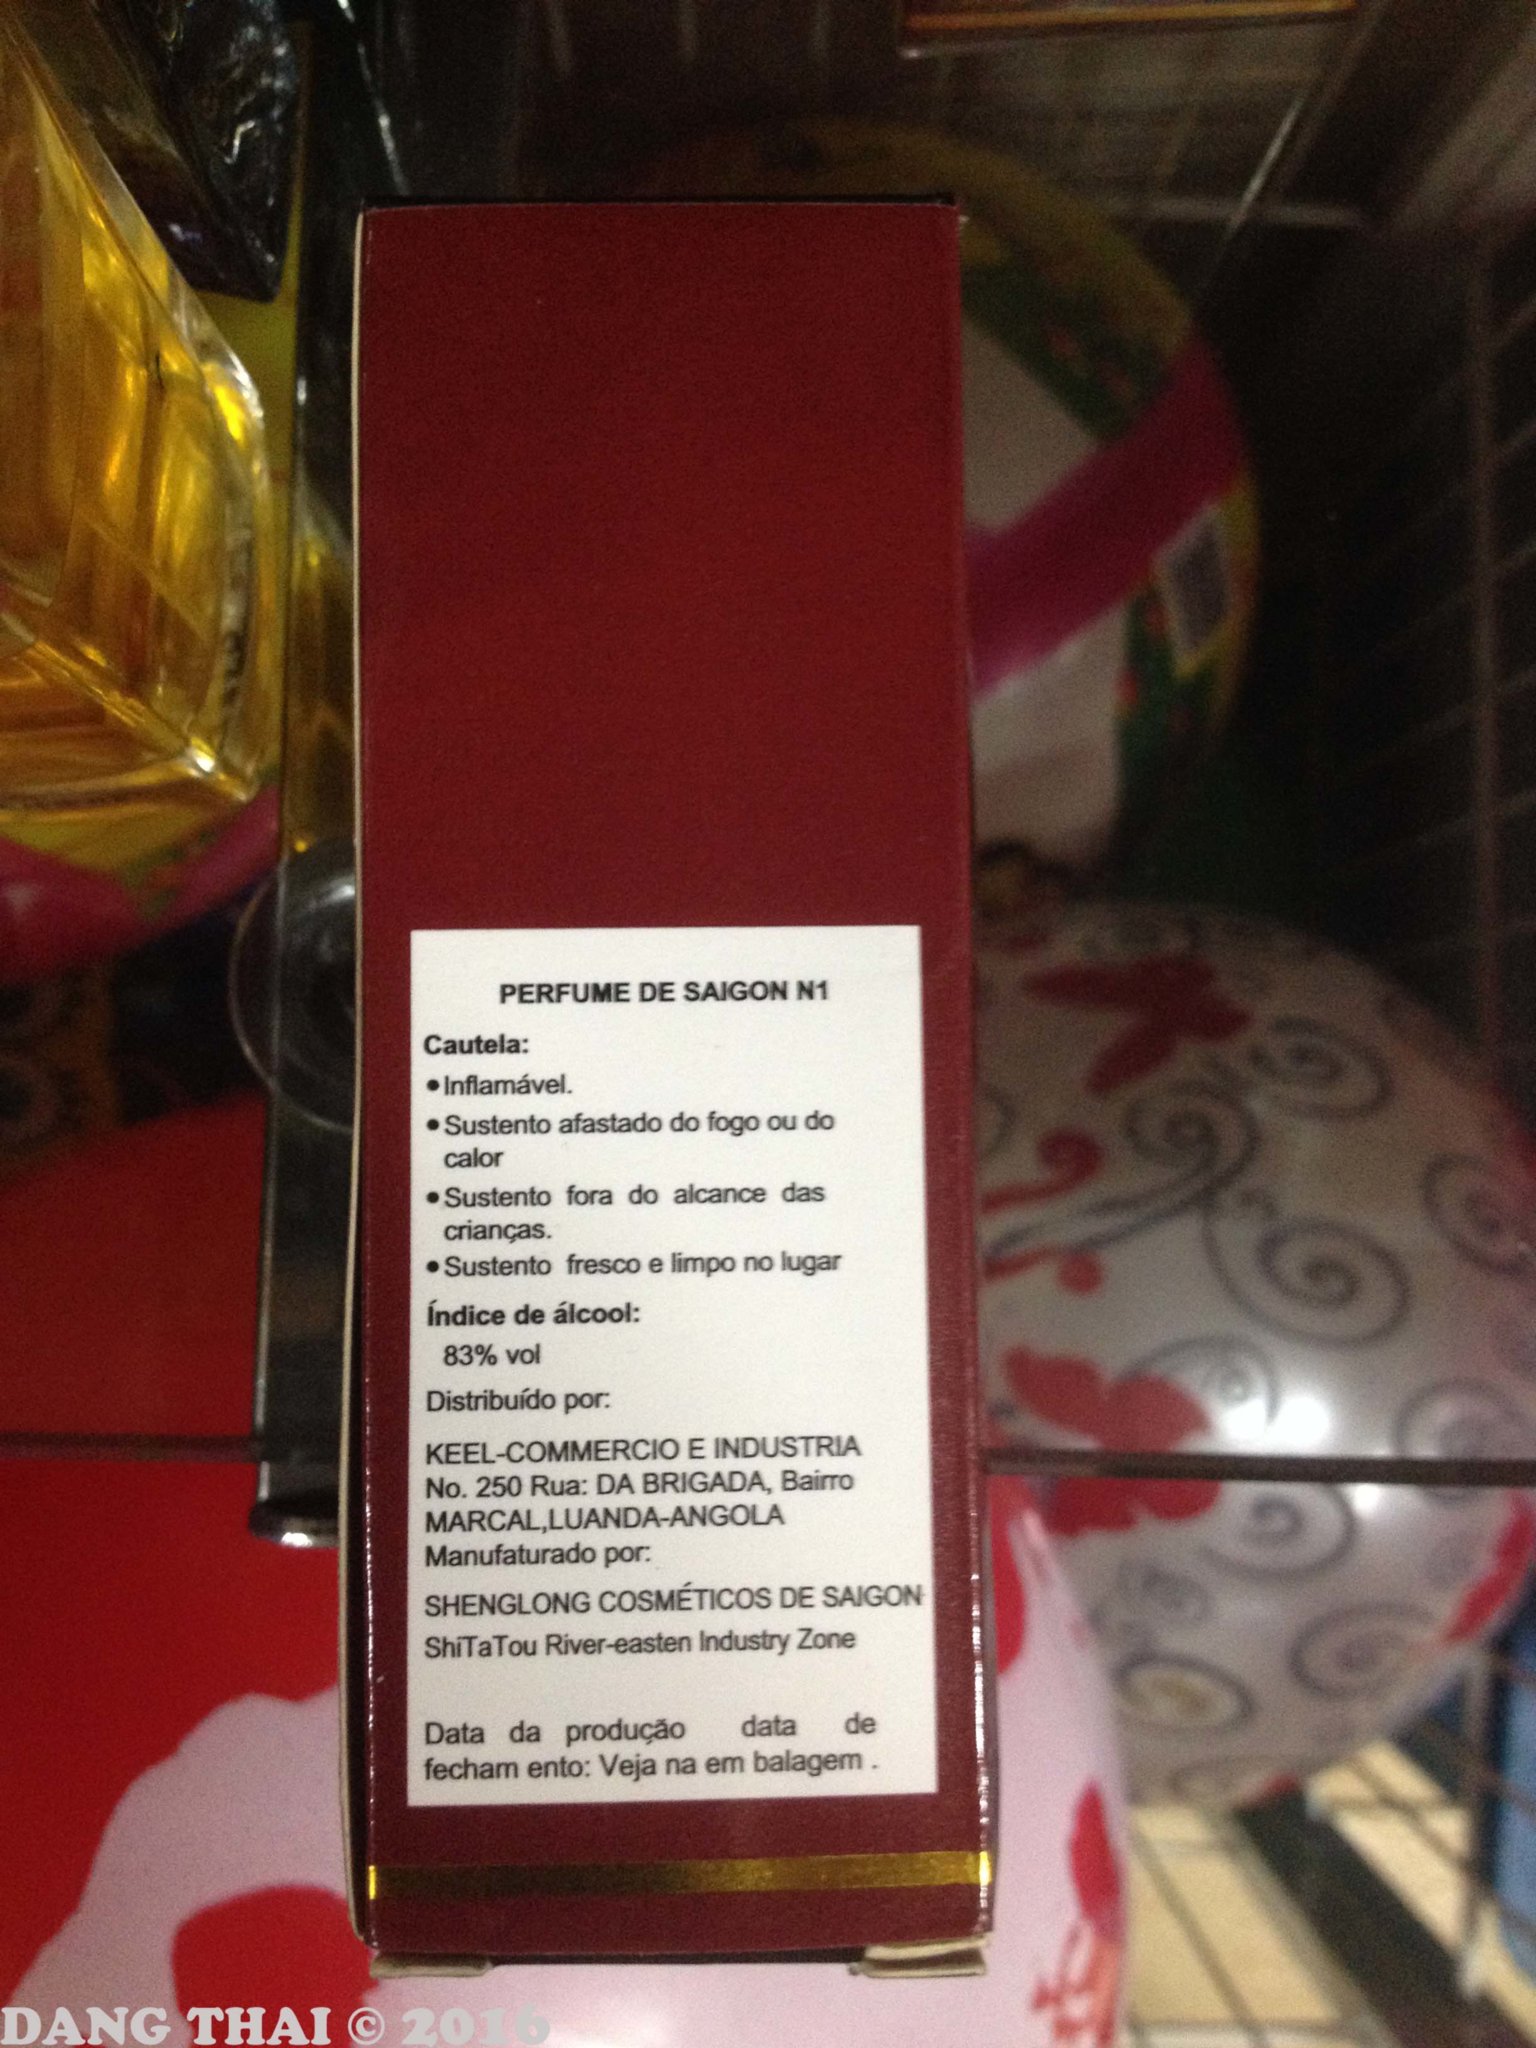 PERFUME DE SAIGON N1
Cautela:
• Inflamável.
• Sustento afastado do fogo ou do
calor
• Sustento fora do alcance das
crianças.
• Sustento fresco e limpo no lugar
Índice de álcool:
83% vol
Distribuído por:
KEEL-COMMERCIO E INDUSTRIA
No. 250 Rua: DA BRIGADA, Bairro
MARCAL,LUANDA-ANGOLA
Manufaturado por:
SHENGLONG COSMÉTICOS DE SAIGON
ShiTaTou River-easten Industry Zone
Data da produção data de
fecham ento: Veja na em balagem .
DANG THAI © 2016